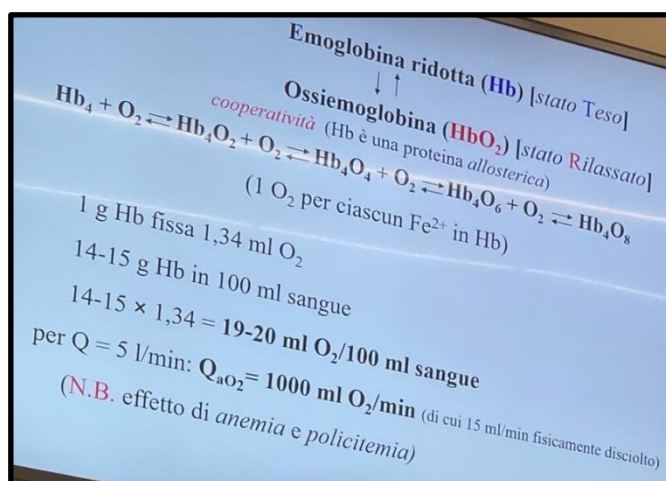 Emoglobina ridotta (Hb) [stato Teso]
↓↑
Ossiemoglobina (HbO₂) [stato Rilassato]
cooperatività (Hb è una proteina allosterica)
Hb₄ + O₂ ⇄ Hb₄O₂ + O₂ ⇄ Hb₄O₄ + O₂ ⇄ Hb₄O₆ + O₂ ⇄ Hb₄O₈
(1 O₂ per ciascun Fe²⁺ in Hb)
1 g Hb fissa 1,34 ml O₂
14-15 g Hb in 100 ml sangue
14-15 × 1,34 = 19-20 ml O₂/100 ml sangue
per Q = 5 l/min: QaO₂= 1000 ml O₂/min (di cui 15 ml/min fisicamente disciolto)
(N.B. effetto di anemia e policitemia)